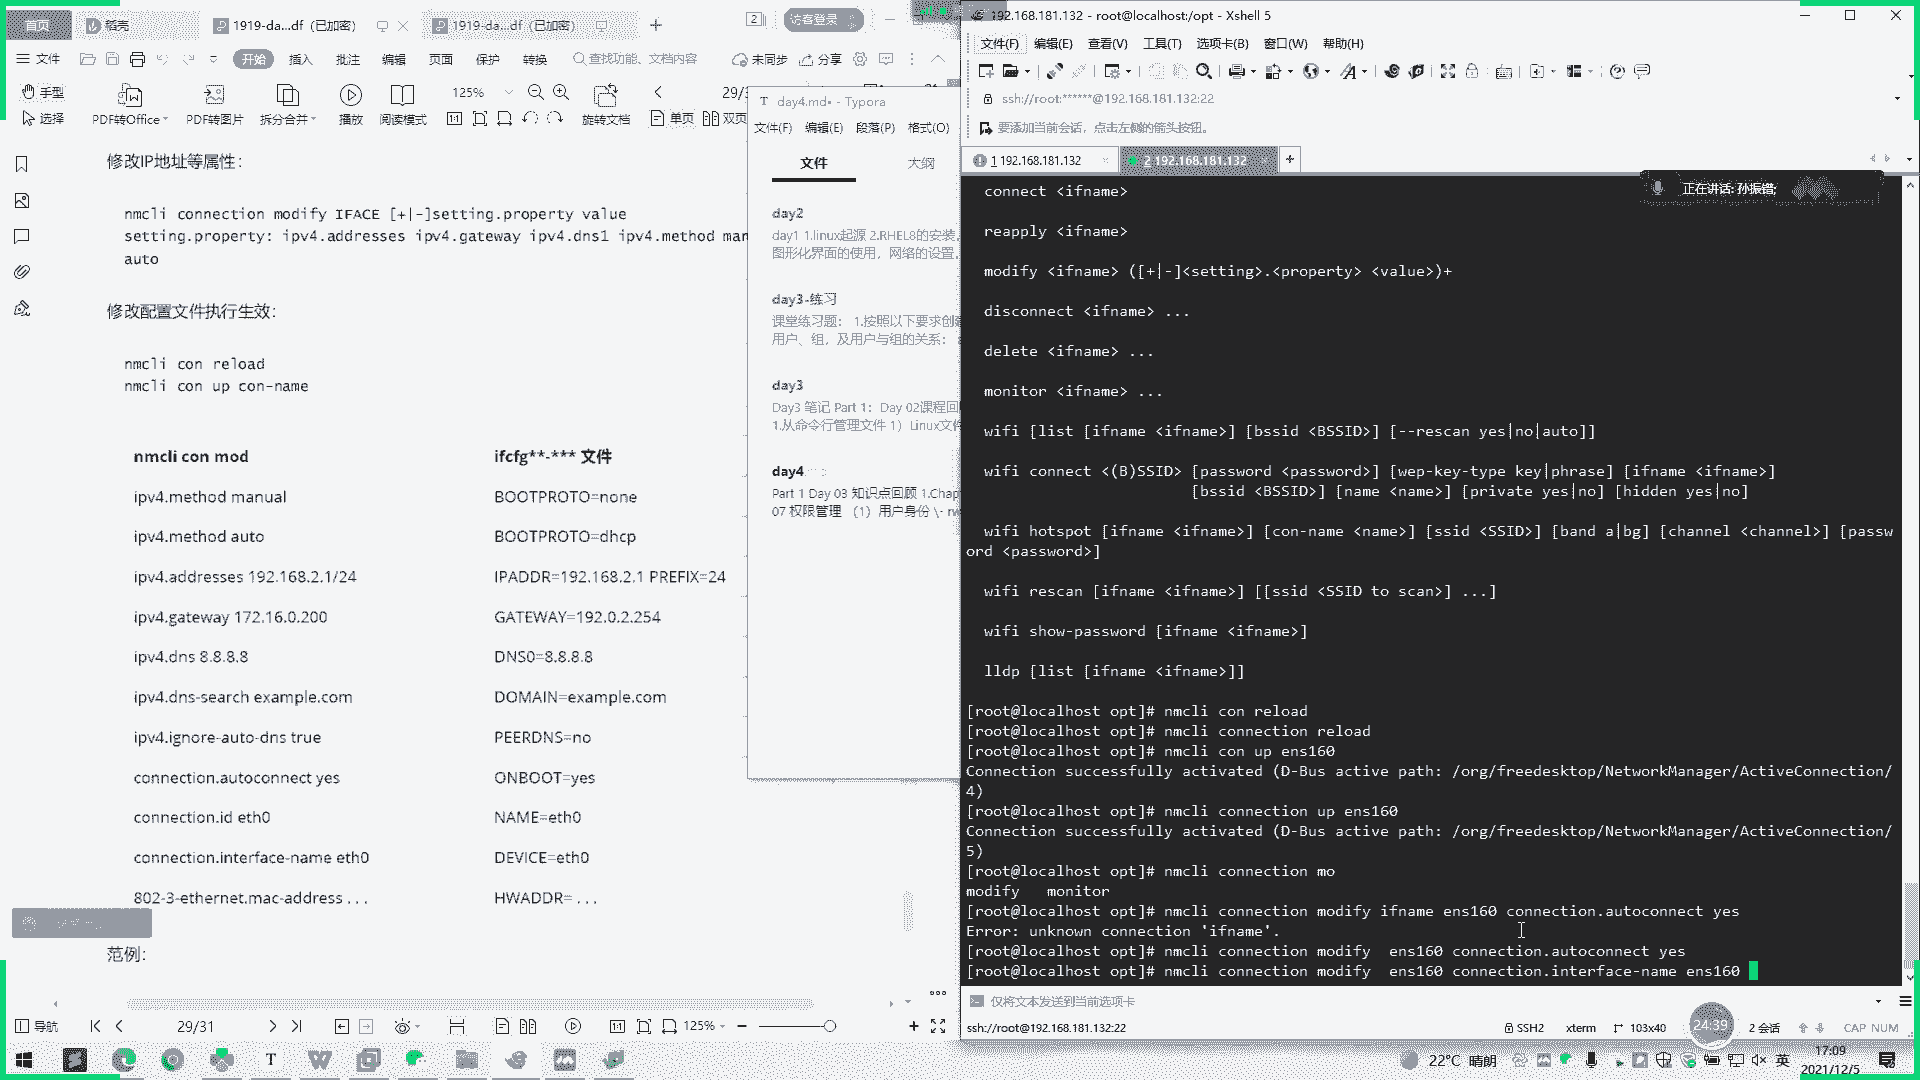 首页
稻壳
1919-da...df (已加密)
1919-da...df (已加密)
2
访客登录
文件
开始
插入
批注
编辑
页面
保护
转换
查找功能、文档内容
未同步
分享
手型
选择
PDF转Office
PDF转图片
拆分合并
播放
阅读模式
125%
旋转文档
单页
双页
修改IP地址等属性:
nmcli connection modify IFACE [+|-]setting.property value
setting.property: ipv4.addresses ipv4.gateway ipv4.dns1 ipv4.method man
auto
修改配置文件执行生效:
nmcli con reload
nmcli con up con-name
nmcli con mod ifcfg**-*** 文件
ipv4.method manual BOOTPROTO=none
ipv4.method auto BOOTPROTO=dhcp
ipv4.addresses 192.168.2.1/24 IPADDR=192.168.2.1 PREFIX=24
ipv4.gateway 172.16.0.200 GATEWAY=192.0.2.254
ipv4.dns 8.8.8.8 DNS0=8.8.8.8
ipv4.dns-search example.com DOMAIN=example.com
ipv4.ignore-auto-dns true PEERDNS=no
connection.autoconnect yes ONBOOT=yes
connection.id eth0 NAME=eth0
connection.interface-name eth0 DEVICE=eth0
802-3-ethernet.mac-address . . . HWADDR= . . .
范例:
导航
29/31
125%
day4.md• - Typora
文件(F) 编辑(E) 段落(P) 格式(O)
文件 大纲
day2
day1 1.linux起源 2.RHEL8的安装,
图形化界面的使用，网络的设置,
day3-练习
课堂练习题： 1.按照以下要求创建
用户、组，及用户与组的关系：
day3
Day3 笔记 Part 1：Day 02课程回
1.从命令行管理文件 1）Linux文件
day4
Part 1 Day 03 知识点回顾 1.Chap
07 权限管理 （1）用户身份 \- rw
192.168.181.132 - root@localhost:/opt - Xshell 5
文件(F) 编辑(E) 查看(V) 工具(T) 选项卡(B) 窗口(W) 帮助(H)
ssh://root:******@192.168.181.132:22
要添加当前会话，点击左侧的箭头按钮。
1 192.168.181.132
2 192.168.181.132
正在讲话: 孙振锴;
connect <ifname>
reapply <ifname>
modify <ifname> ([+|-]<setting>.<property> <value>)+
disconnect <ifname> ...
delete <ifname> ...
monitor <ifname> ...
wifi [list [ifname <ifname>] [bssid <BSSID>] [--rescan yes|no|auto]]
wifi connect <(B)SSID> [password <password>] [wep-key-type key|phrase] [ifname <ifname>]
[bssid <BSSID>] [name <name>] [private yes|no] [hidden yes|no]
wifi hotspot [ifname <ifname>] [con-name <name>] [ssid <SSID>] [band a|bg] [channel <channel>] [passw
ord <password>]
wifi rescan [ifname <ifname>] [[ssid <SSID to scan>] ...]
wifi show-password [ifname <ifname>]
lldp [list [ifname <ifname>]]
[root@localhost opt]# nmcli con reload
[root@localhost opt]# nmcli connection reload
[root@localhost opt]# nmcli con up ens160
Connection successfully activated (D-Bus active path: /org/freedesktop/NetworkManager/ActiveConnection/
4)
[root@localhost opt]# nmcli connection up ens160
Connection successfully activated (D-Bus active path: /org/freedesktop/NetworkManager/ActiveConnection/
5)
[root@localhost opt]# nmcli connection mo
modify   monitor
[root@localhost opt]# nmcli connection modify ifname ens160 connection.autoconnect yes
Error: unknown connection 'ifname'.
[root@localhost opt]# nmcli connection modify  ens160 connection.autoconnect yes
[root@localhost opt]# nmcli connection modify  ens160 connection.interface-name ens160
仅将文本发送到当前选项卡
ssh://root@192.168.181.132:22
SSH2
xterm
103x40
24:39
2 会话
CAP NUM
22°C 晴朗
英
17:09
2021/12/5